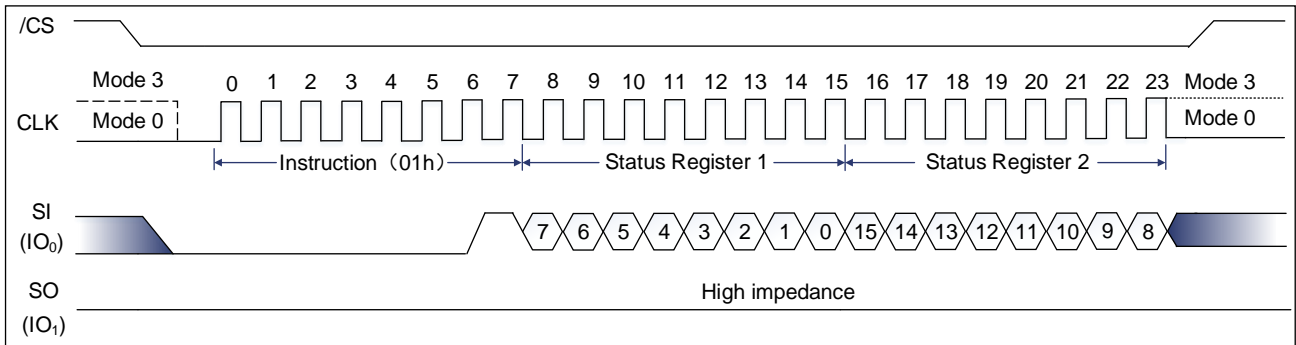 /CS
Mode 3 0 1 2 3 4 5 6 7 8 9 10 11 12 13 14 15 16 17 18 19 20 21 22 23 Mode 3
CLK Mode 0 Mode 0
Instruction（01h） Status Register 1 Status Register 2
SI
(IO₀) 7 6 5 4 3 2 1 0 15 14 13 12 11 10 9 8
SO High impedance
(IO₁)